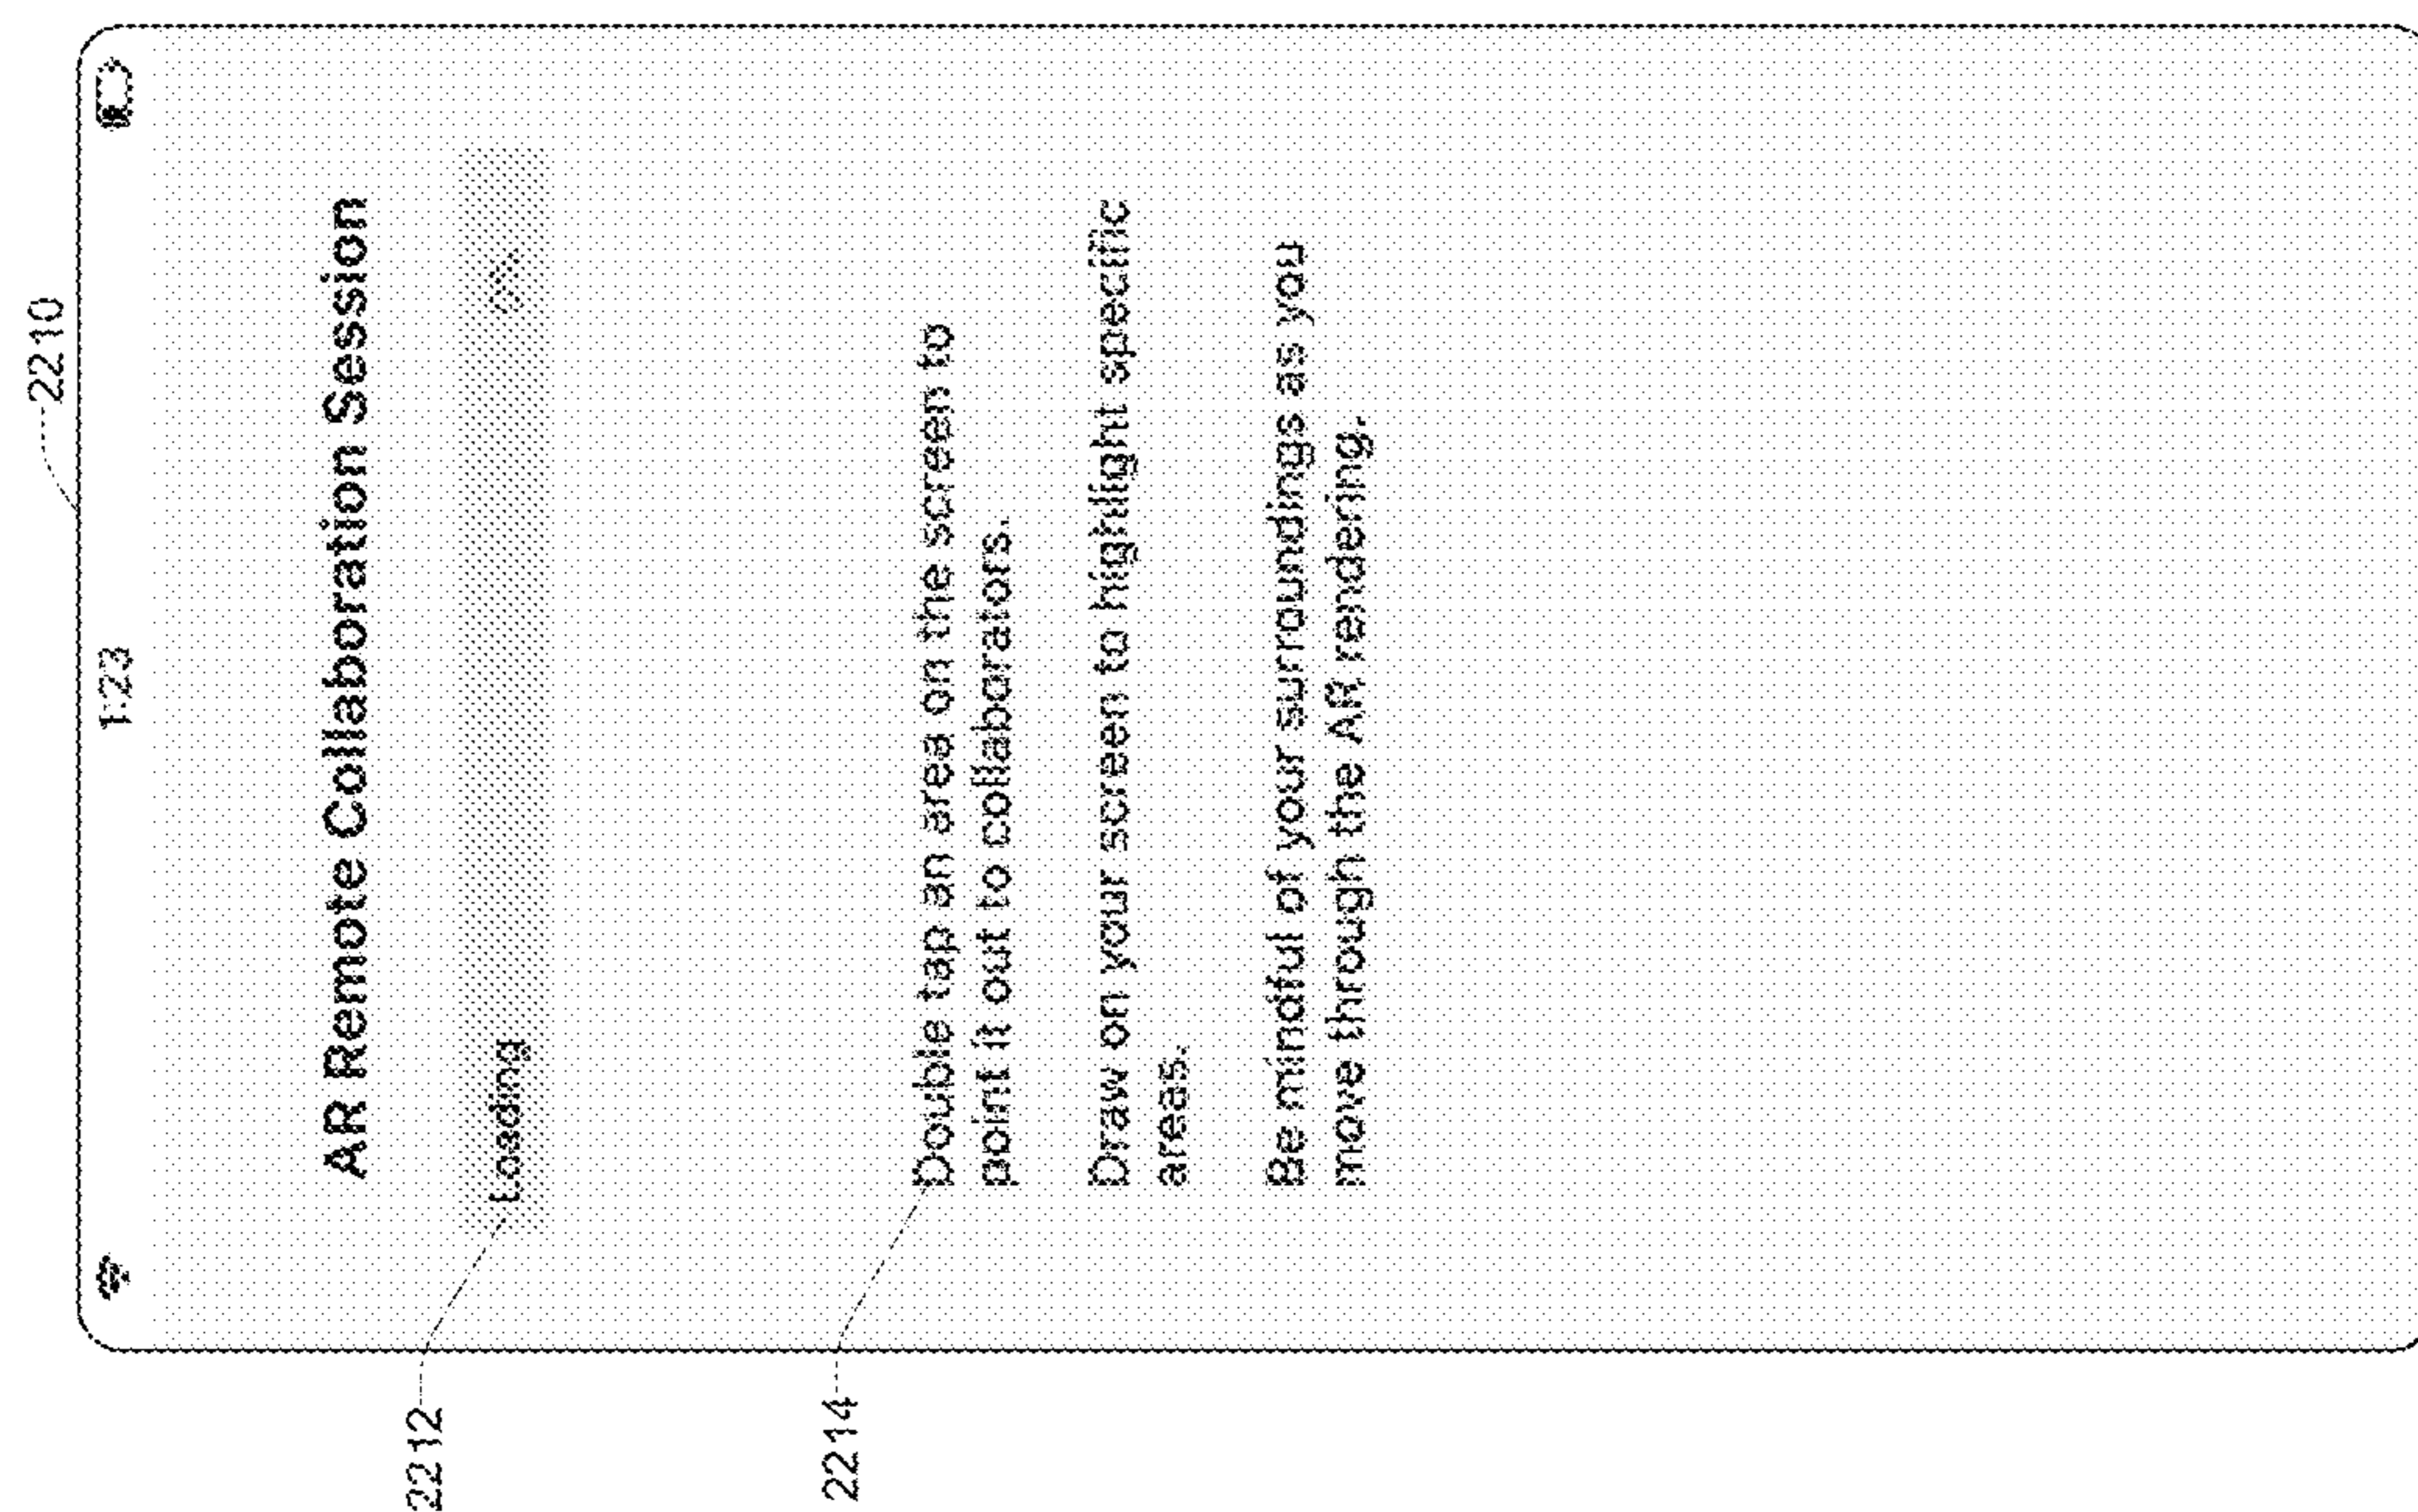 2210
1:23
AR Remote Collaboration Session
2212
Loading
2214
Double tap an area on the screen to
point it out to collaborators.
Draw on your screen to highlight specific
areas.
Be mindful of your surroundings as you
move through the AR rendering.